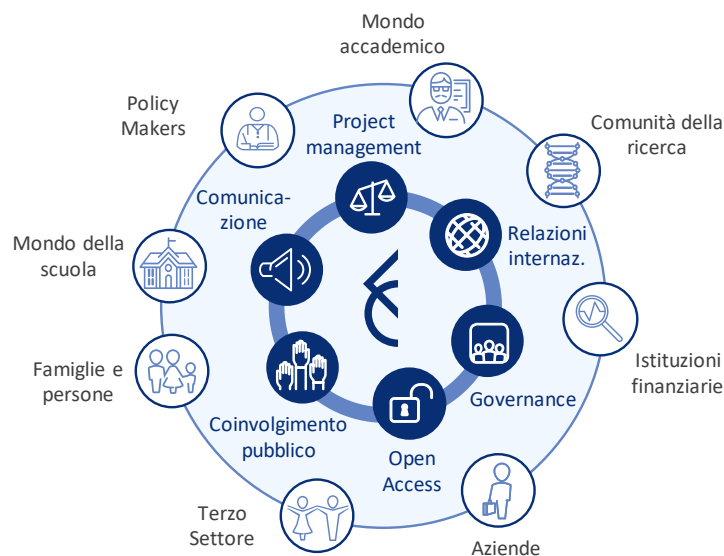 Mondo
accademico
Policy
Makers
Project
management
Comunità della
ricerca
Comunica-
zione
Relazioni
internaz.
Mondo della
scuola
Famiglie e
persone
Istituzioni
finanziarie
Governance
Coinvolgimento
pubblico
Open
Access
Terzo
Settore
Aziende